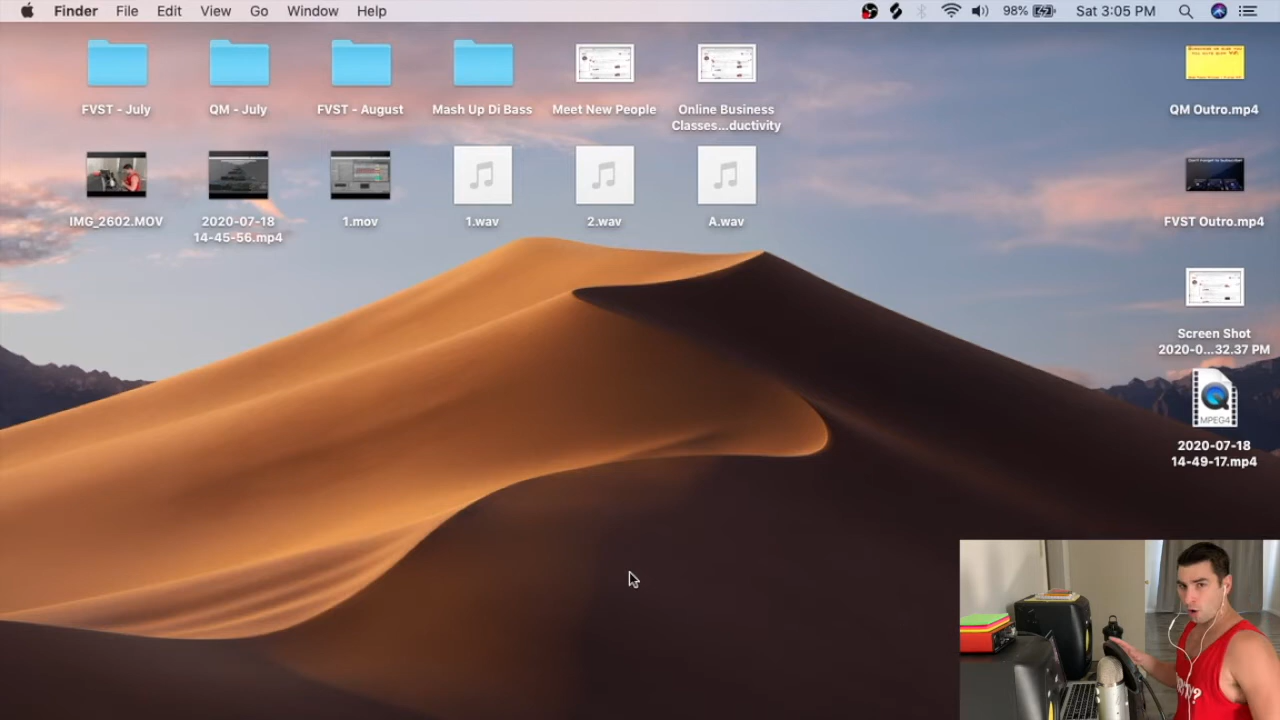 Finder File Edit View Go Window Help
98% Sat 3:05 PM
FVST - July
QM - July
FVST - August
Mash Up Di Bass
Meet New People
Online Business
Classes...ductivity
QM Outro.mp4
IMG_2602.MOV
2020-07-18
14-45-56.mp4
1.mov
1.wav
2.wav
A.wav
FVST Outro.mp4
Screen Shot
2020-0...32.37 PM
MPEG4
2020-07-18
14-49-17.mp4